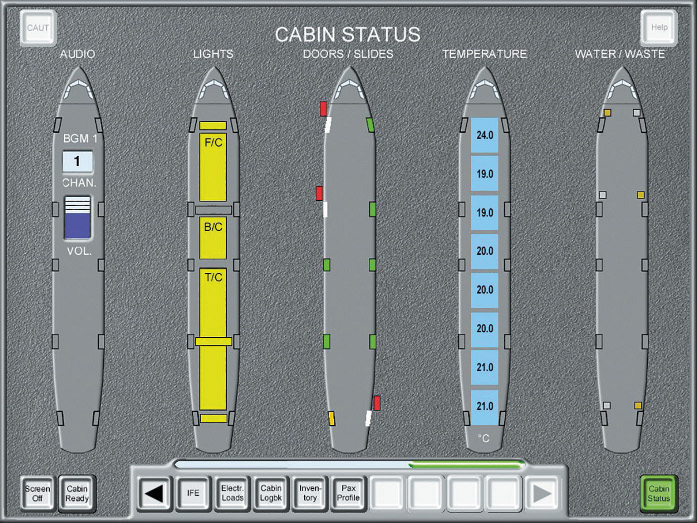 CAUT
CABIN STATUS
Help
AUDIO
LIGHTS
DOORS / SLIDES
TEMPERATURE
WATER / WASTE
BGM 1
1
CHAN.
VOL.
F/C
B/C
T/C
24.0
19.0
19.0
20.0
20.0
20.0
21.0
21.0
°C
Screen
Off
Cabin
Ready
IFE
Electr.
Loads
Cabin
Logbk
Inven-
tory
Pax
Profile
Cabin
Status